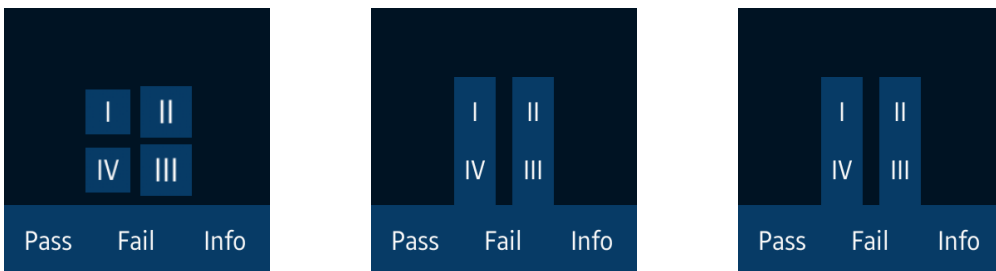 I II I II I II
IV III IV III IV III
Pass Fail Info Pass Fail Info Pass Fail Info